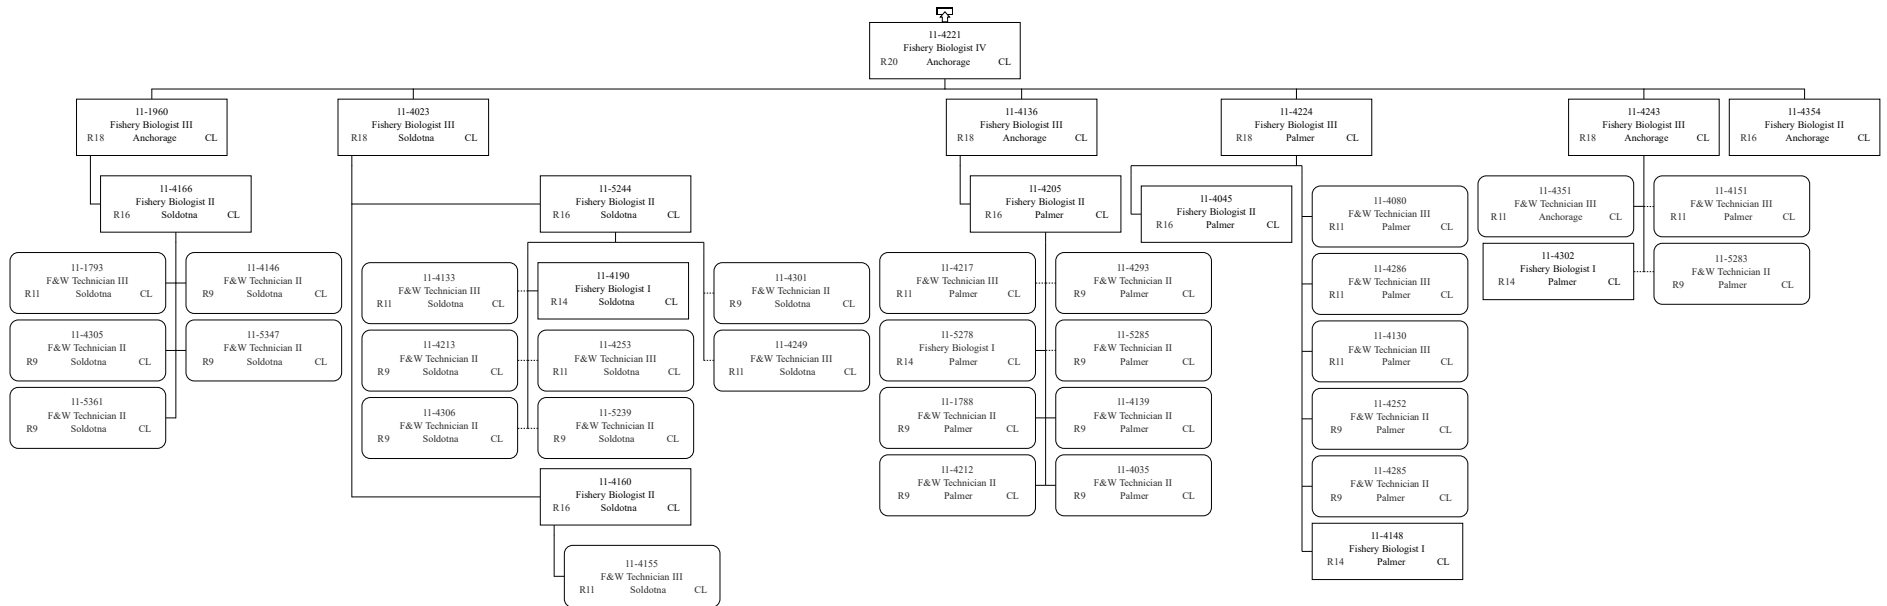 11-4221
Fishery Biologist IV
R20 Anchorage CL
11-1960
Fishery Biologist III
R18 Anchorage CL
11-4023
Fishery Biologist III
R18 Soldotna CL
11-4136
Fishery Biologist III
R18 Anchorage CL
11-4224
Fishery Biologist III
R18 Palmer CL
11-4243
Fishery Biologist III
R18 Anchorage CL
11-4354
Fishery Biologist II
R16 Anchorage CL
11-4166
Fishery Biologist II
R16 Soldotna CL
11-1793
F&W Technician III
R11 Soldotna CL
11-4146
F&W Technician II
R9 Soldotna CL
11-4305
F&W Technician II
R9 Soldotna CL
11-5347
F&W Technician II
R9 Soldotna CL
11-5361
F&W Technician II
R9 Soldotna CL
11-5244
Fishery Biologist II
R16 Soldotna CL
11-4133
F&W Technician III
R11 Soldotna CL
11-4190
Fishery Biologist I
R14 Soldotna CL
11-4301
F&W Technician II
R9 Soldotna CL
11-4213
F&W Technician II
R9 Soldotna CL
11-4253
F&W Technician III
R11 Soldotna CL
11-4249
F&W Technician III
R11 Soldotna CL
11-4306
F&W Technician II
R9 Soldotna CL
11-5239
F&W Technician II
R9 Soldotna CL
11-4160
Fishery Biologist II
R16 Soldotna CL
11-4155
F&W Technician III
R11 Soldotna CL
11-4205
Fishery Biologist II
R16 Palmer CL
11-4217
F&W Technician III
R11 Palmer CL
11-4293
F&W Technician II
R9 Palmer CL
11-5278
Fishery Biologist I
R14 Palmer CL
11-5285
F&W Technician II
R9 Palmer CL
11-1788
F&W Technician II
R9 Palmer CL
11-4139
F&W Technician II
R9 Palmer CL
11-4212
F&W Technician II
R9 Palmer CL
11-4035
F&W Technician II
R9 Palmer CL
11-4045
Fishery Biologist II
R16 Palmer CL
11-4080
F&W Technician III
R11 Palmer CL
11-4286
F&W Technician III
R11 Palmer CL
11-4130
F&W Technician III
R11 Palmer CL
11-4252
F&W Technician II
R9 Palmer CL
11-4285
F&W Technician II
R9 Palmer CL
11-4148
Fishery Biologist I
R14 Palmer CL
11-4351
F&W Technician III
R11 Anchorage CL
11-4151
F&W Technician III
R11 Palmer CL
11-4302
Fishery Biologist I
R14 Palmer CL
11-5283
F&W Technician II
R9 Palmer CL